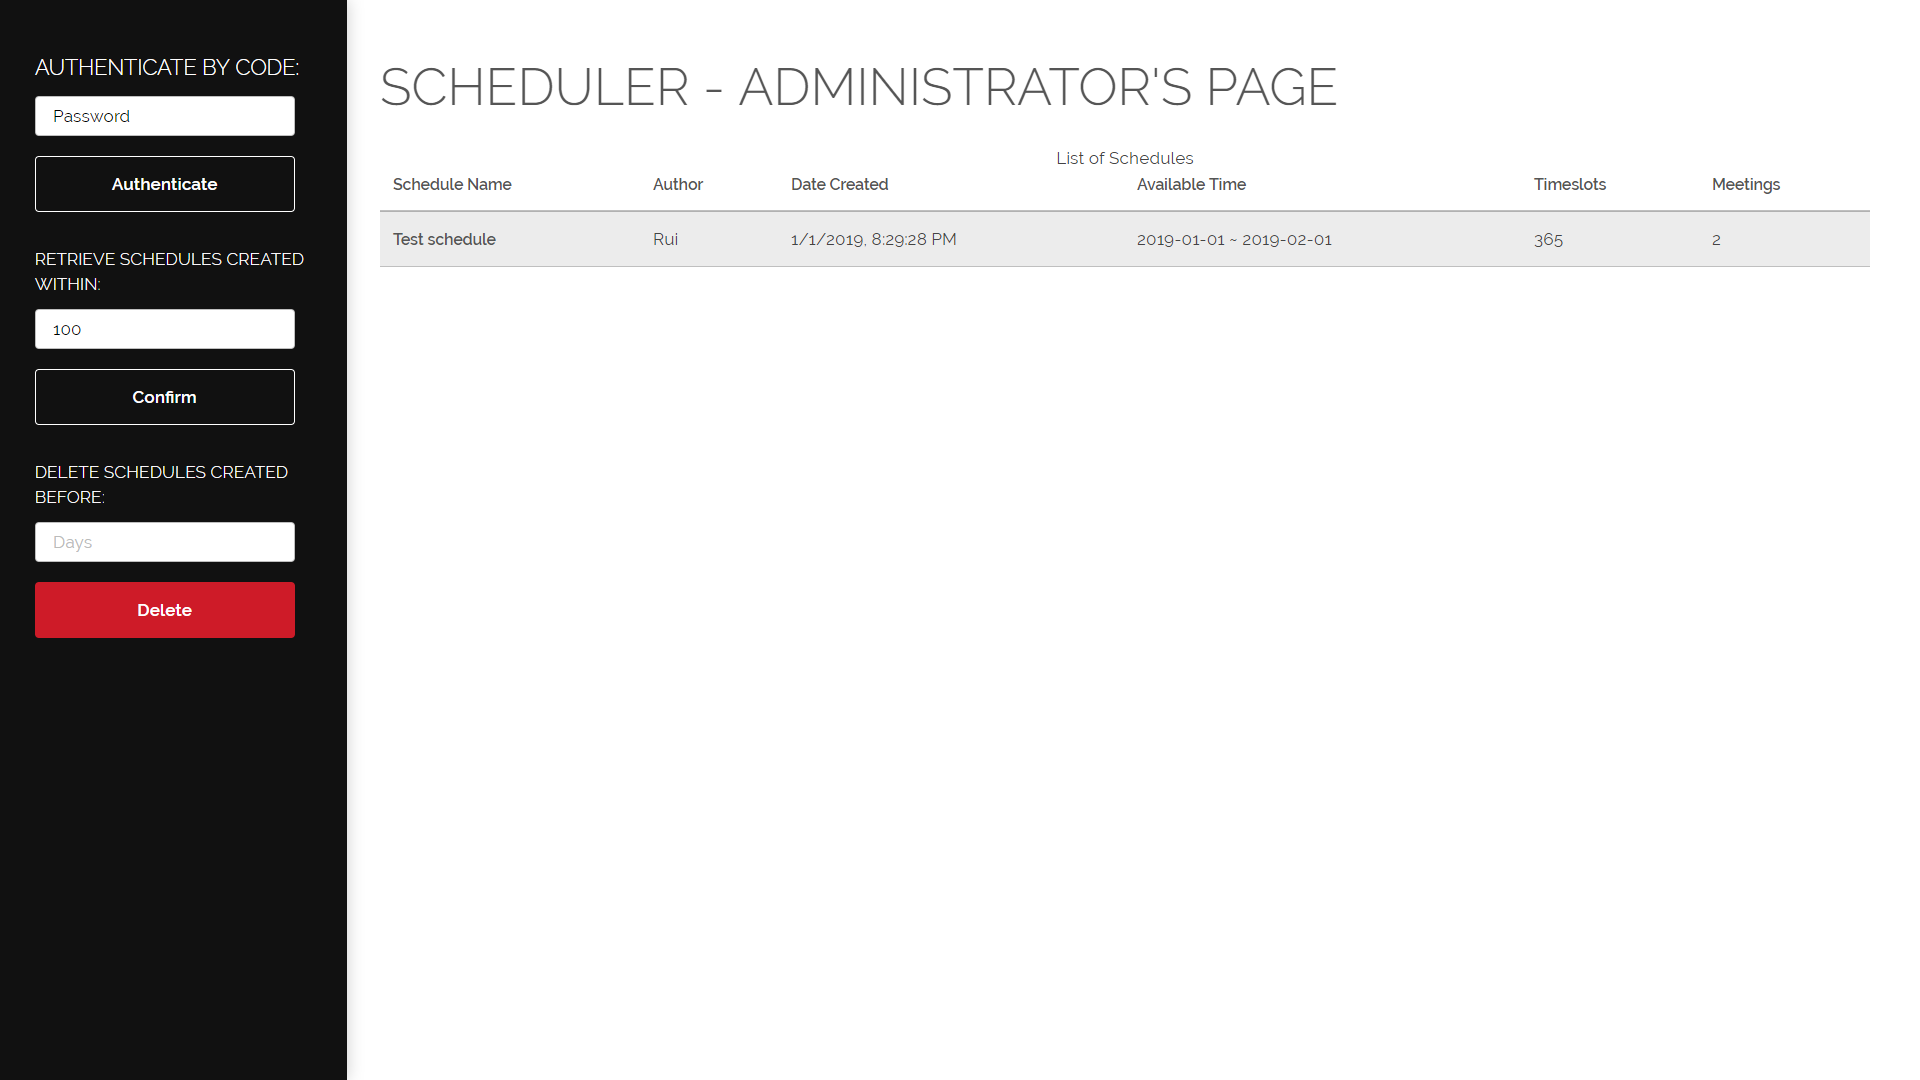 AUTHENTICATE BY CODE:
Password
Authenticate
RETRIEVE SCHEDULES CREATED
WITHIN:
100
Confirm
DELETE SCHEDULES CREATED
BEFORE:
Days
Delete
SCHEDULER - ADMINISTRATOR'S PAGE
List of Schedules
Schedule Name Author Date Created Available Time Timeslots Meetings
Test schedule Rui 1/1/2019, 8:29:28 PM 2019-01-01 ~ 2019-02-01 365 2